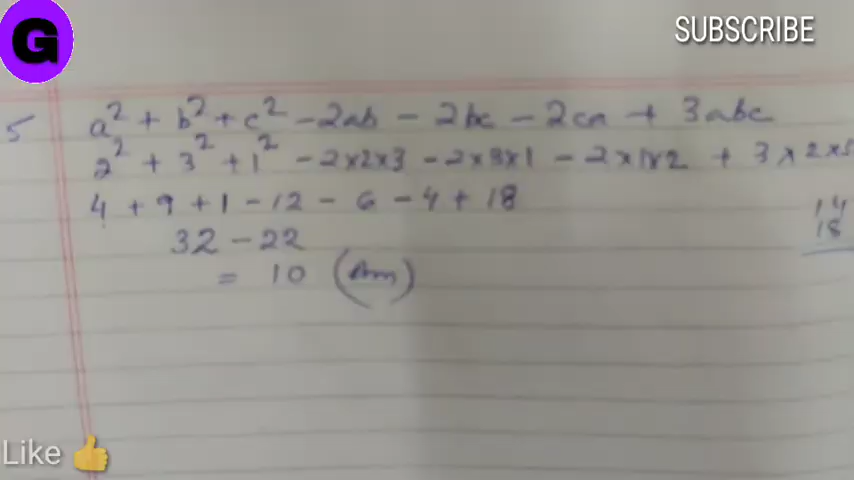 G
SUBSCRIBE
5 a² + b² + c² - 2ab - 2bc - 2ca + 3abc
2² + 3² + 1² - 2×2×3 - 2×3×1 - 2×1×2 + 3×2×
4 + 9 + 1 - 12 - 6 - 4 + 18
14
18
32 - 22
= 10 (Ans)
Like 👍